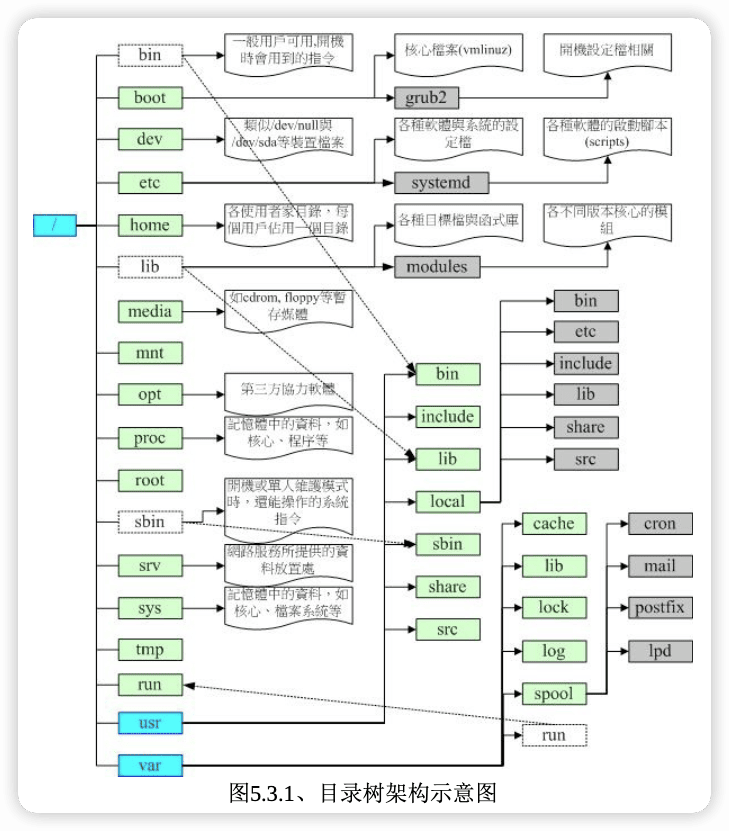 bin
一般用戶可用,開機
時會用到的指令
核心檔案(vmlinuz)
開機設定檔相關
boot
grub2
dev
類似/dev/null與
/dev/sda等裝置檔案
各種軟體與系統的設
定檔
各種軟體的啟動腳本
(scripts)
etc
systemd
/
home
各使用者家目錄，每
個用戶佔用一個目錄
各種目標檔與函式庫
各不同版本核心的模
組
lib
modules
media
如cdrom, floppy等暫
存媒體
mnt
opt
第三方協力軟體
proc
記憶體中的資料，如
核心、程序等
root
sbin
開機或單人維護模式
時，還能操作的系統
指令
srv
網路服務所提供的資
料放置處
sys
記憶體中的資料，如
核心、檔案系統等
tmp
run
usr
var
bin
include
lib
local
sbin
share
src
bin
etc
include
lib
share
src
cache
lib
lock
log
spool
run
cron
mail
postfix
lpd
图5.3.1、目录树架构示意图